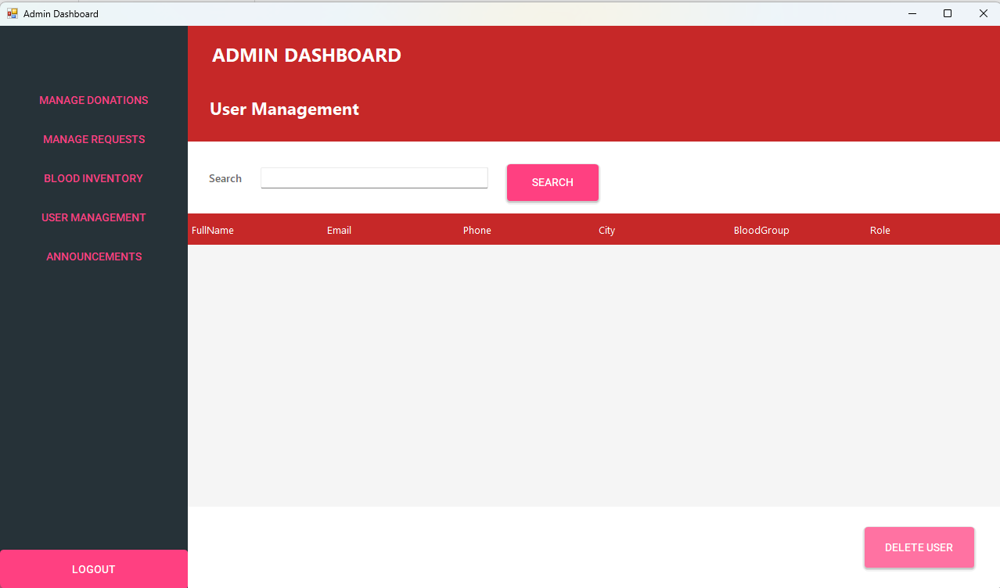 Admin Dashboard
ADMIN DASHBOARD
User Management
MANAGE DONATIONS
MANAGE REQUESTS
BLOOD INVENTORY
USER MANAGEMENT
ANNOUNCEMENTS
LOGOUT
Search
SEARCH
FullName Email Phone City BloodGroup Role
DELETE USER